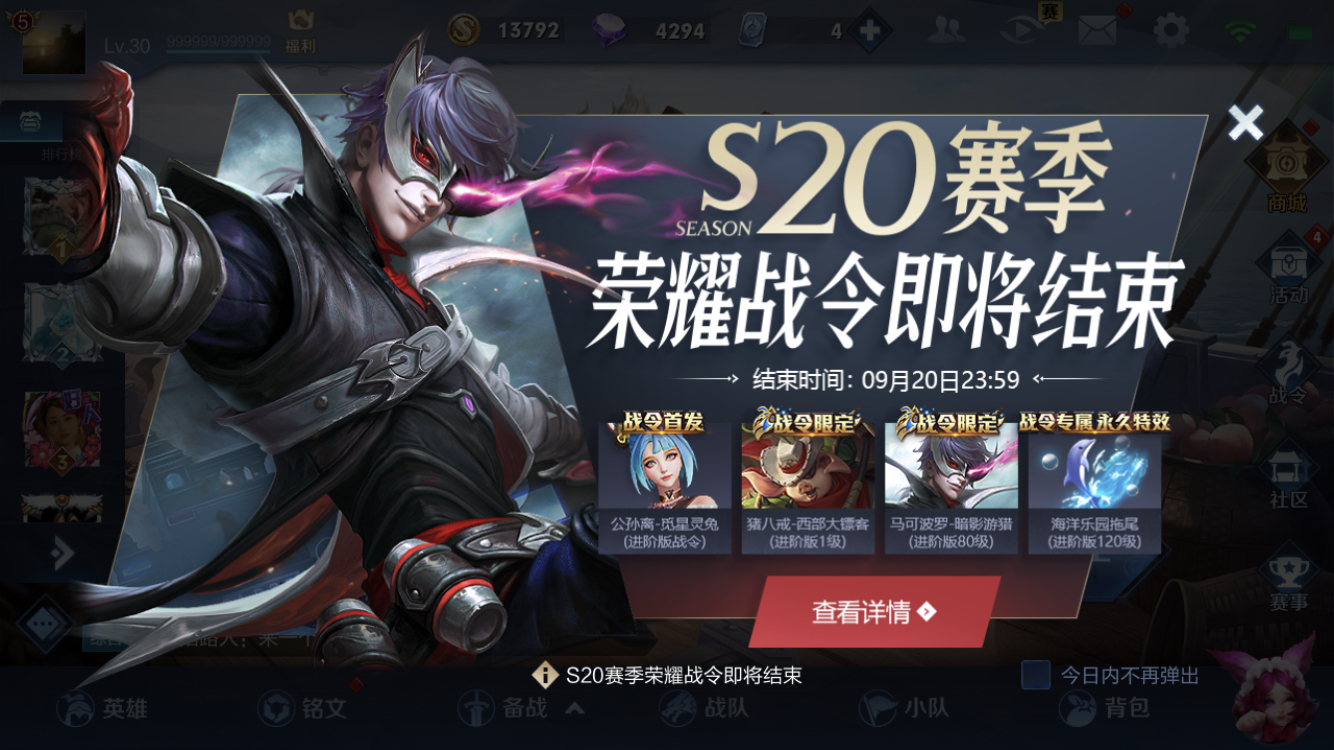 5
Lv.30
999999/999999
福利
13792
4294
4
赛
排行榜
1
2
3
S20赛季
SEASON
荣耀战令即将结束
结束时间：09月20日23:59
战令首发
战令限定
战令限定
战令专属 永久特效
公孙离-觅星灵兔
(进阶版战令)
猪八戒-西部大镖客
(进阶版1级)
马可波罗-暗影游猎
(进阶版80级)
海洋乐园拖尾
(进阶版120级)
查看详情
商城
4
活动
战令
社区
赛事
S20赛季荣耀战令即将结束
今日内不再弹出
英雄
铭文
备战
战队
小队
背包